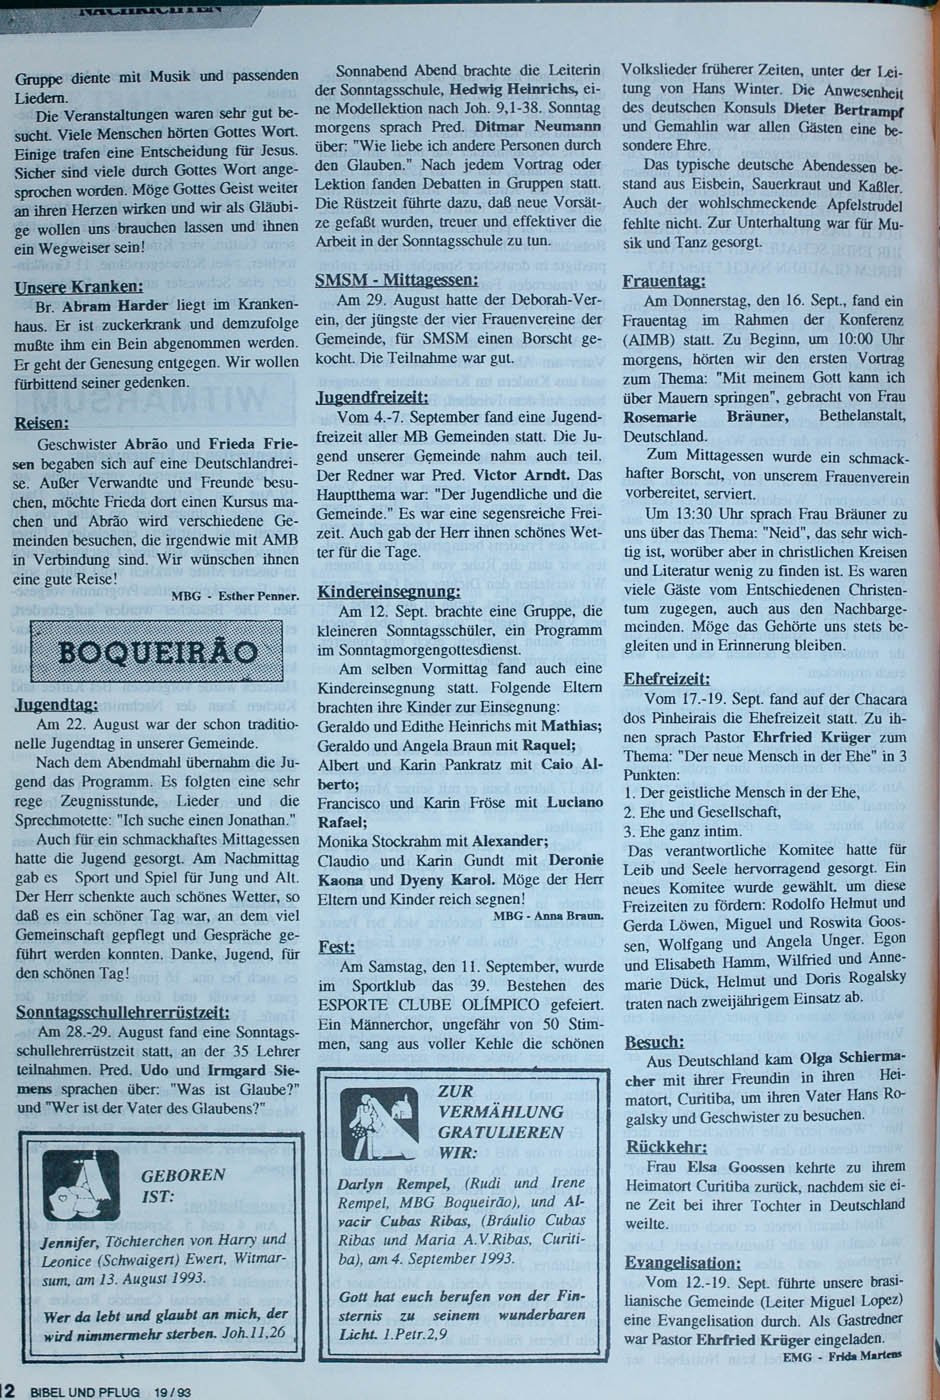 NACHRICHTEN
Gruppe diente mit Musik und passenden
Liedern.
Die Veranstaltungen waren sehr gut be-
sucht. Viele Menschen hörten Gottes Wort.
Einige trafen eine Entscheidung für Jesus.
Sicher sind viele durch Gottes Wort ange-
sprochen worden. Möge Gottes Geist weiter
an ihren Herzen wirken und wir als Gläubi-
ge wollen uns brauchen lassen und ihnen
ein Wegweiser sein!
Unsere Kranken:
Br. Abram Harder liegt im Kranken-
haus. Er ist zuckerkrank und demzufolge
mußte ihm ein Bein abgenommen werden.
Er geht der Genesung entgegen. Wir wollen
fürbittend seiner gedenken.
Reisen:
Geschwister Abrão und Frieda Frie-
sen begaben sich auf eine Deutschlandrei-
se. Außer Verwandte und Freunde besu-
chen, möchte Frieda dort einen Kursus ma-
chen und Abrão wird verschiedene Ge-
meinden besuchen, die irgendwie mit AMB
in Verbindung sind. Wir wünschen ihnen
eine gute Reise!
MBG - Esther Penner.
BOQUEIRÃO
Jugendtag:
Am 22. August war der schon traditio-
nelle Jugendtag in unserer Gemeinde.
Nach dem Abendmahl übernahm die Ju-
gend das Programm. Es folgten eine sehr
rege Zeugnisstunde, Lieder und die
Sprechmotette: "Ich suche einen Jonathan."
Auch für ein schmackhaftes Mittagessen
hatte die Jugend gesorgt. Am Nachmittag
gab es Sport und Spiel für Jung und Alt.
Der Herr schenkte auch schönes Wetter, so
daß es ein schöner Tag war, an dem viel
Gemeinschaft gepflegt und Gespräche ge-
führt werden konnten. Danke, Jugend, für
den schönen Tag!
Sonntagsschullehrerrüstzeit:
Am 28.-29. August fand eine Sonntags-
schullehrerrüstzeit statt, an der 35 Lehrer
teilnahmen. Pred. Udo und Irmgard Sie-
mens sprachen über: "Was ist Glaube?"
und "Wer ist der Vater des Glaubens?"
GEBOREN
IST:
Jennifer, Töchterchen von Harry und
Leonice (Schwaigert) Ewert, Witmar-
sum, am 13. August 1993.
Wer da lebt und glaubt an mich, der
wird nimmermehr sterben. Joh.11,26
Sonnabend Abend brachte die Leiterin
der Sonntagsschule, Hedwig Heinrichs, ei-
ne Modellektion nach Joh. 9,1-38. Sonntag
morgens sprach Pred. Ditmar Neumann
über: "Wie liebe ich andere Personen durch
den Glauben." Nach jedem Vortrag oder
Lektion fanden Debatten in Gruppen statt.
Die Rüstzeit führte dazu, daß neue Vorsät-
ze gefaßt wurden, treuer und effektiver die
Arbeit in der Sonntagsschule zu tun.
SMSM - Mittagessen:
Am 29. August hatte der Deborah-Ver-
ein, der jüngste der vier Frauenvereine der
Gemeinde, für SMSM einen Borscht ge-
kocht. Die Teilnahme war gut.
Jugendfreizeit:
Vom 4.-7. September fand eine Jugend-
freizeit aller MB Gemeinden statt. Die Ju-
gend unserer Gemeinde nahm auch teil.
Der Redner war Pred. Victor Arndt. Das
Hauptthema war: "Der Jugendliche und die
Gemeinde." Es war eine segensreiche Frei-
zeit. Auch gab der Herr ihnen schönes Wet-
ter für die Tage.
Kindereinsegnung:
Am 12. Sept. brachte eine Gruppe, die
kleineren Sonntagsschüler, ein Programm
im Sonntagmorgengottesdienst.
Am selben Vormittag fand auch eine
Kindereinsegnung statt. Folgende Eltern
brachten ihre Kinder zur Einsegnung:
Geraldo und Edithe Heinrichs mit Mathias;
Geraldo und Angela Braun mit Raquel;
Albert und Karin Pankratz mit Caio Al-
berto;
Francisco und Karin Fröse mit Luciano
Rafael;
Monika Stockrahm mit Alexander;
Claudio und Karin Gundt mit Deronie
Kaona und Dyeny Karol. Möge der Herr
Eltern und Kinder reich segnen!
MBG - Anna Braun.
Fest:
Am Samstag, den 11. September, wurde
im Sportklub das 39. Bestehen des
ESPORTE CLUBE OLÍMPICO gefeiert.
Ein Männerchor, ungefähr von 50 Stim-
men, sang aus voller Kehle die schönen
ZUR
VERMÄHLUNG
GRATULIEREN
WIR:
Darlyn Rempel, (Rudi und Irene
Rempel, MBG Boqueirão), und Al-
vacir Cubas Ribas, (Bráulio Cubas
Ribas und Maria A.V.Ribas, Curiti-
ba), am 4. September 1993.
Gott hat euch berufen von der Fin-
sternis zu seinem wunderbaren
Licht. 1.Petr.2,9
Volkslieder früherer Zeiten, unter der Lei-
tung von Hans Winter. Die Anwesenheit
des deutschen Konsuls Dieter Bertrampf
und Gemahlin war allen Gästen eine be-
sondere Ehre.
Das typische deutsche Abendessen be-
stand aus Eisbein, Sauerkraut und Kaßler.
Auch der wohlschmeckende Apfelstrudel
fehlte nicht. Zur Unterhaltung war für Mu-
sik und Tanz gesorgt.
Frauentag:
Am Donnerstag, den 16. Sept., fand ein
Frauentag im Rahmen der Konferenz
(AIMB) statt. Zu Beginn, um 10:00 Uhr
morgens, hörten wir den ersten Vortrag
zum Thema: "Mit meinem Gott kann ich
über Mauern springen", gebracht von Frau
Rosemarie Bräuner, Bethelanstalt,
Deutschland.
Zum Mittagessen wurde ein schmack-
hafter Borscht, von unserem Frauenverein
vorbereitet, serviert.
Um 13:30 Uhr sprach Frau Bräuner zu
uns über das Thema: "Neid", das sehr wich-
tig ist, worüber aber in christlichen Kreisen
und Literatur wenig zu finden ist. Es waren
viele Gäste vom Entschiedenen Christen-
tum zugegen, auch aus den Nachbarge-
meinden. Möge das Gehörte uns stets be-
gleiten und in Erinnerung bleiben.
Ehefreizeit:
Vom 17.-19. Sept. fand auf der Chacara
dos Pinheirais die Ehefreizeit statt. Zu ih-
nen sprach Pastor Ehrfried Krüger zum
Thema: "Der neue Mensch in der Ehe" in 3
Punkten:
1. Der geistliche Mensch in der Ehe,
2. Ehe und Gesellschaft,
3. Ehe ganz intim.
Das verantwortliche Komitee hatte für
Leib und Seele hervorragend gesorgt. Ein
neues Komitee wurde gewählt, um diese
Freizeiten zu fördern: Rodolfo Helmut und
Gerda Löwen, Miguel und Roswita Goos-
sen, Wolfgang und Angela Unger. Egon
und Elisabeth Hamm, Wilfried und Anne-
marie Dück, Helmut und Doris Rogalsky
traten nach zweijährigem Einsatz ab.
Besuch:
Aus Deutschland kam Olga Schierma-
cher mit ihrer Freundin in ihren Hei-
matort, Curitiba, um ihren Vater Hans Ro-
galsky und Geschwister zu besuchen.
Rückkehr:
Frau Elsa Goossen kehrte zu ihrem
Heimatort Curitiba zurück, nachdem sie ei-
ne Zeit bei ihrer Tochter in Deutschland
weilte.
Evangelisation:
Vom 12.-19. Sept. führte unsere brasi-
lianische Gemeinde (Leiter Miguel Lopez)
eine Evangelisation durch. Als Gastredner
war Pastor Ehrfried Krüger eingeladen.
EMG - Frida Martens
12 BIBEL UND PFLUG 19/93